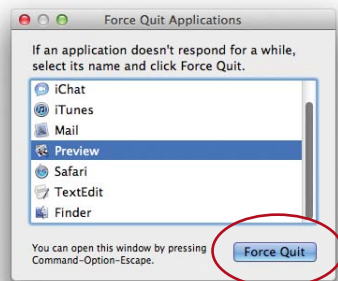 Force Quit Applications
If an application doesn't respond for a while,
select its name and click Force Quit.
iChat
iTunes
Mail
Preview
Safari
TextEdit
Finder
You can open this window by pressing
Command-Option-Escape.
Force Quit